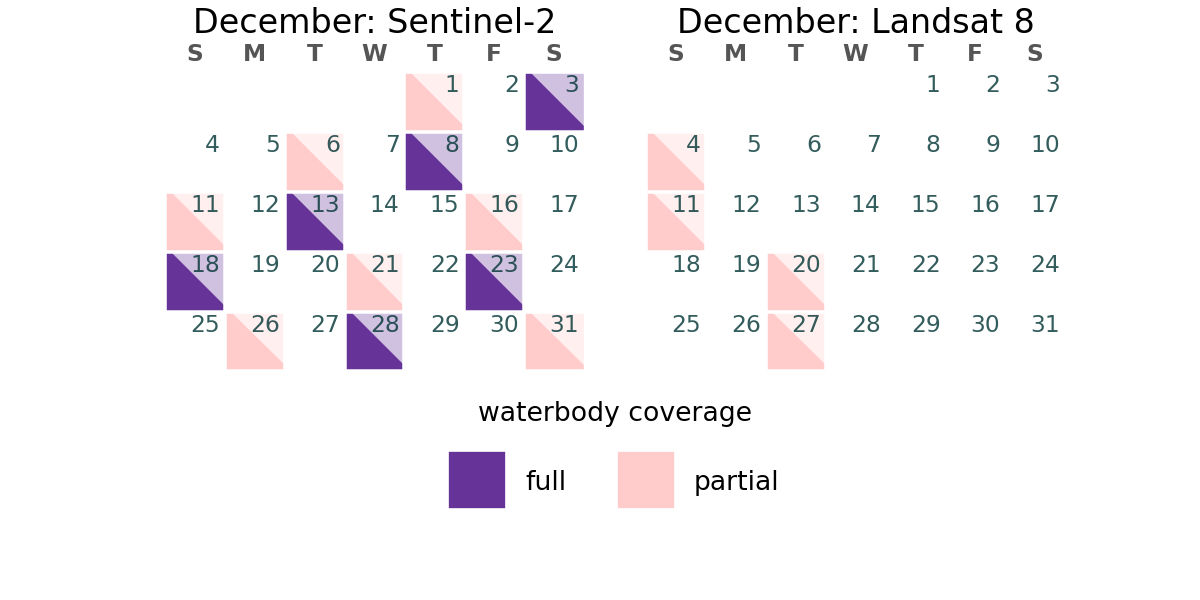 December: Sentinel-2
S M T W T F S
1 2 3
4 5 6 7 8 9 10
11 12 13 14 15 16 17
18 19 20 21 22 23 24
25 26 27 28 29 30 31
December: Landsat 8
S M T W T F S
1 2 3
4 5 6 7 8 9 10
11 12 13 14 15 16 17
18 19 20 21 22 23 24
25 26 27 28 29 30 31
waterbody coverage
full partial